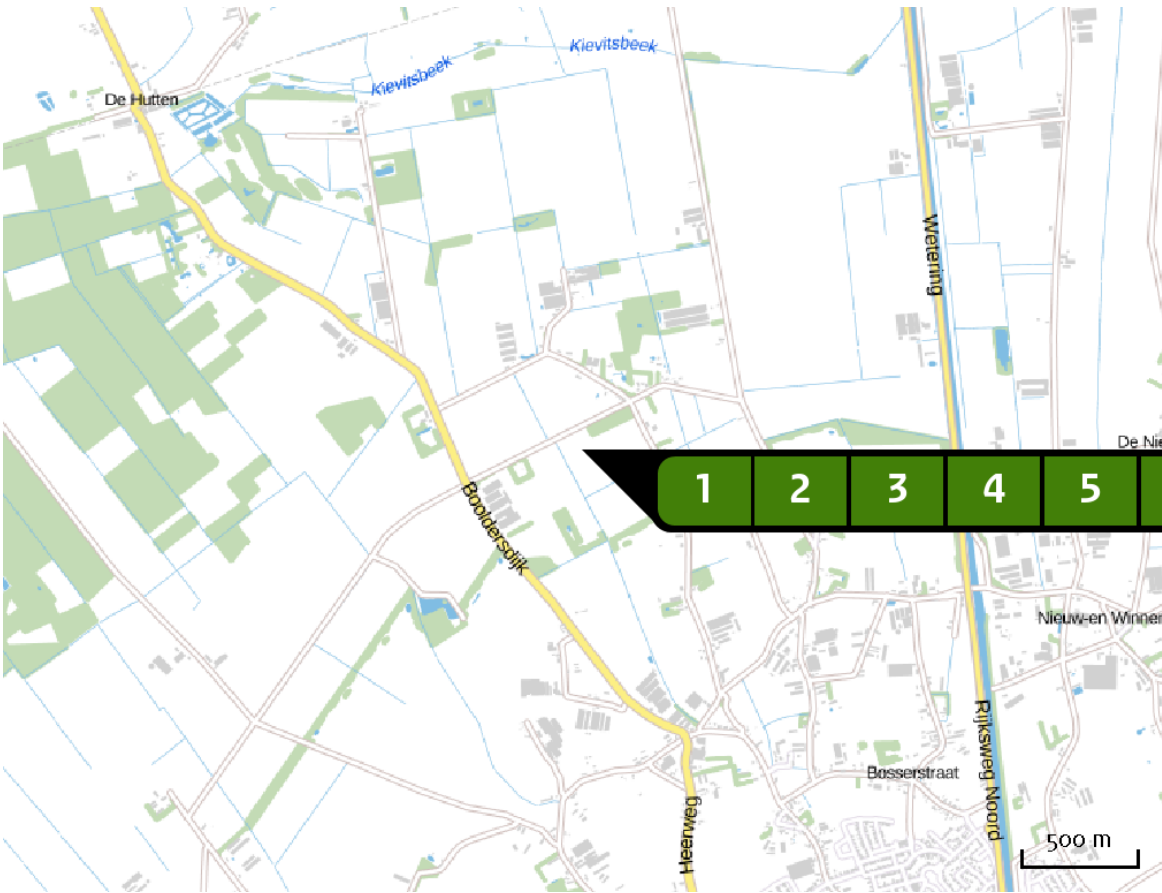 Kievitsbeek
Kievitsbeek
De Hutten
Wetering
De Nie
1 2 3 4 5
Booldersdijk
Nieuw-en Winner
Rijksweg Noord
Bosserstraat
Heerweg
500 m